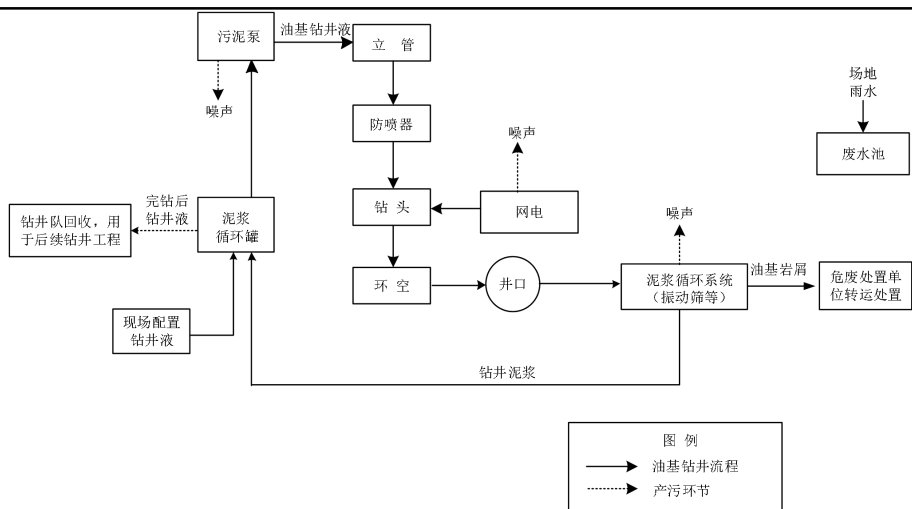 污泥泵
油基钻井液
立 管
噪声
场地
雨水
防喷器
噪声
废水池
完钻后
钻井液
钻井队回收，用
于后续钻井工程
泥浆
循环罐
钻头
网电
噪声
环空
井口
泥浆循环系统
（振动筛等）
油基岩屑
危废处置单
位转运处置
现场配置
钻井液
钻井泥浆
图 例
油基钻井流程
产污环节